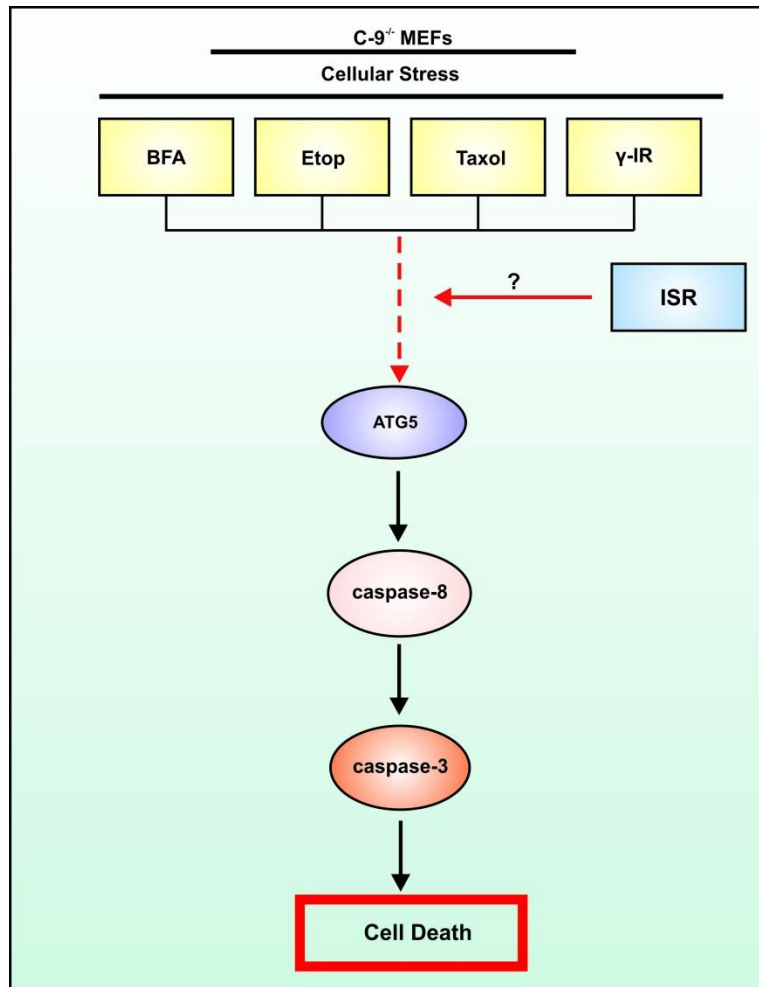 C-9-/- MEFs
Cellular Stress
BFA
Etop
Taxol
γ-IR
?
ISR
ATG5
caspase-8
caspase-3
Cell Death